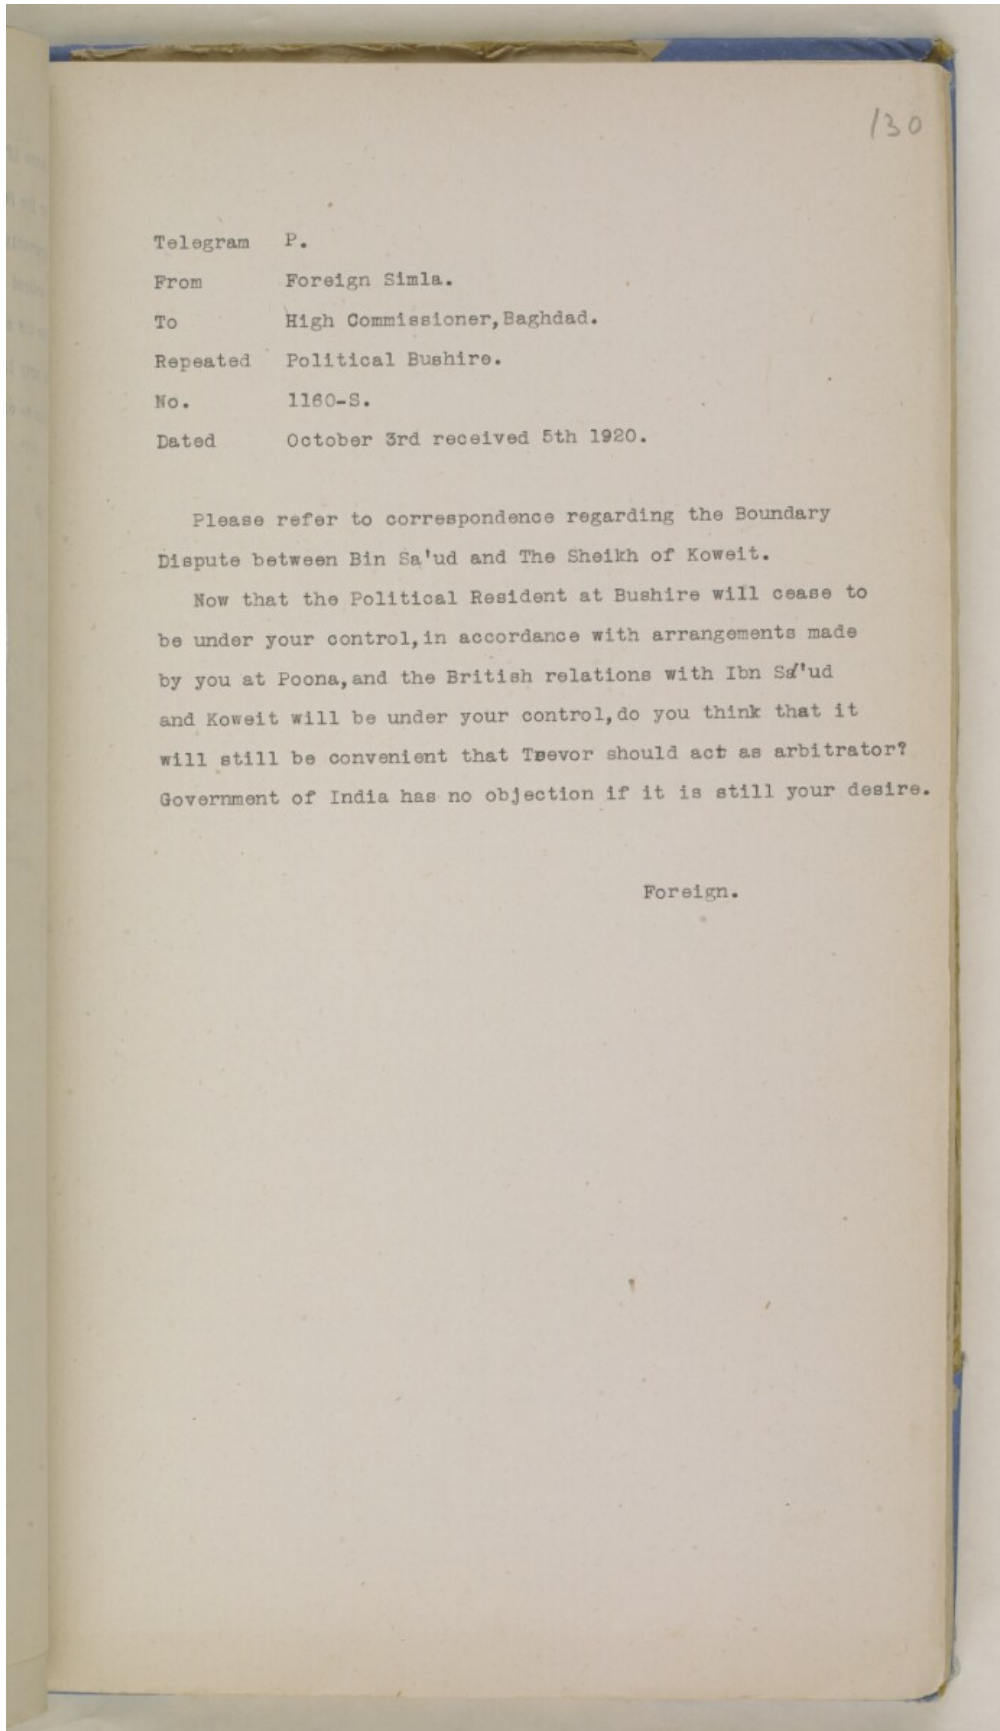 130
Telegram P.
From Foreign Simla.
To High Commissioner,Baghdad.
Repeated Political Bushire.
No. 1160-S.
Dated October 3rd received 5th 1920.
Please refer to correspondence regarding the Boundary
Dispute between Bin Sa'ud and The Sheikh of Koweit.
Now that the Political Resident at Bushire will cease to
be under your control,in accordance with arrangements made
by you at Poona,and the British relations with Ibn Sa'ud
and Koweit will be under your control,do you think that it
will still be convenient that Trevor should act as arbitrator?
Government of India has no objection if it is still your desire.
Foreign.